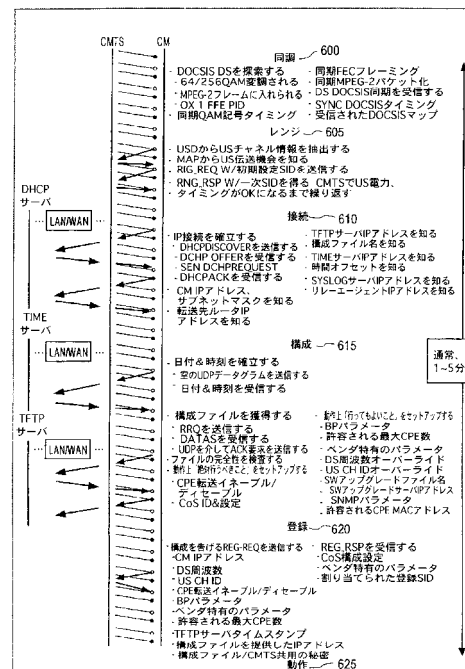 CMTS CM
同調 600
・DOCSIS DSを探索する
・64/256QAM変調される
・MPEG-2フレームに入れられる
・OX 1 FFE PID
・同期QAM記号タイミング
・同期FECフレーミング
・同期MPEG-2パケット化
・DS DOCSIS同期を受信する
・SYNC DOCSISタイミング
・受信されたDOCSISマップ
レンジ 605
・USDからUSチャネル情報を抽出する
・MAPからUS伝送機会を知る
・RIG_REQ W/初期設定SIDを送信する
・RNG_RSP W/一次SIDを得る CMTSでUS電力、
タイミングがOKになるまで繰り返す
DHCP
サーバ
LAN/WAN
接続 610
・IP接続を確立する
・DHCPDISCOVERを送信する
・DCHP OFFERを受信する
・SEN DCHPREQUEST
・DHCPACKを受信する
・CM IPアドレス、
サブネットマスクを知る
・転送先ルータIP
アドレスを知る
・TFTPサーバIPアドレスを知る
・構成ファイル名を知る
・TIMEサーバIPアドレスを知る
・時間オフセットを知る
・SYSLOGサーバIPアドレスを知る
・リレーエージェントIPアドレスを知る
TIME
サーバ
LAN/WAN
構成 615
・日付&時刻を確立する
・空のUDPデータグラムを送信する
・日付&時刻を受信する
通常、
1~5分
TFTP
サーバ
LAN/WAN
・構成ファイルを獲得する
・RRQを送信する
・DATASを受信する
・UDPを介してACK要求を送信する
・ファイルの完全性を検査する
・動作上「絶対行うべきこと」をセットアップする
・CPE転送イネーブル/
ディセーブル
・CoS ID&設定
・動作上「行ってもよいこと」をセットアップする
・BPパラメータ
・許容される最大CPE数
・ベンダ特有のパラメータ
・DS周波数オーバーライド
・US CH IDオーバーライド
・SWアップグレードファイル名
・SWアップグレードサーバIPアドレス
・SNMPパラメータ
・許容されるCPE MACアドレス
登録 620
・構成を告げるREG-REQを送信する
・CM IPアドレス
・DS周波数
・US CH ID
・CPE転送イネーブル/ディセーブル
・BPパラメータ
・ベンダ特有のパラメータ
・許容される最大CPE数
・TFTPサーバタイムスタンプ
・構成ファイルを提供したIPアドレス
・構成ファイル/CMTS共用の秘密
・REG_RSPを受信する
・CoS構成設定
・ベンダ特有のパラメータ
・割り当てられた登録SID
動作 625